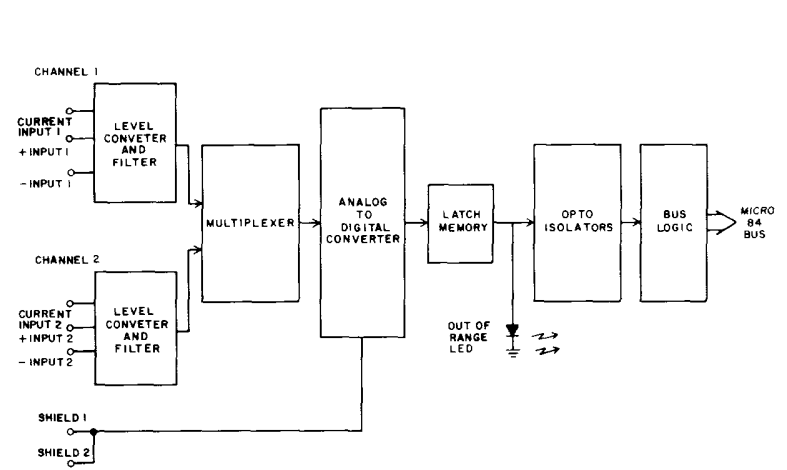 CHANNEL 1
CURRENT
INPUT 1
+ INPUT 1
- INPUT 1
LEVEL
CONVETER
AND
FILTER
CHANNEL 2
CURRENT
INPUT 2
+ INPUT 2
- INPUT 2
LEVEL
CONVETER
AND
FILTER
MULTIPLEXER
ANALOG
TO
DIGITAL
CONVERTER
LATCH
MEMORY
OUT OF
RANGE
LED
OPTO
ISOLATORS
BUS
LOGIC
MICRO
84
BUS
SHIELD 1
SHIELD 2